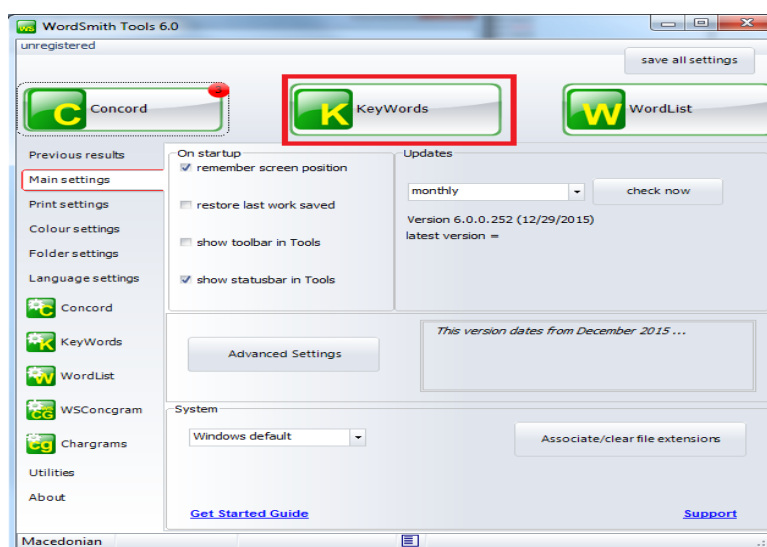 WordSmith Tools 6.0
unregistered
save all settings
Concord
KeyWords
WordList
Previous results
Main settings
Print settings
Colour settings
Folder settings
Language settings
Concord
KeyWords
WordList
WSConcgram
Chargrams
Utilities
About
On startup
remember screen position
restore last work saved
show toolbar in Tools
show statusbar in Tools
Updates
monthly
check now
Version 6.0.0.252 (12/29/2015)
latest version =
Advanced Settings
This version dates from December 2015 ...
System
Windows default
Associate/clear file extensions
Get Started Guide
Support
Macedonian